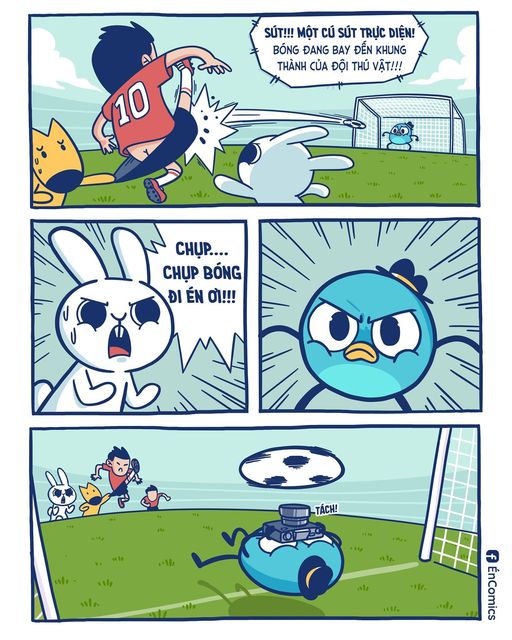 SÚT!!! MỘT CÚ SÚT TRỰC DIỆN!
BÓNG ĐANG BAY ĐẾN KHUNG
THÀNH CỦA ĐỘI THÚ VẬT!!!
10
CHỤP....
CHỤP BÓNG
ĐI ÉN ƠI!!!
TÁCH!
ÉnComics